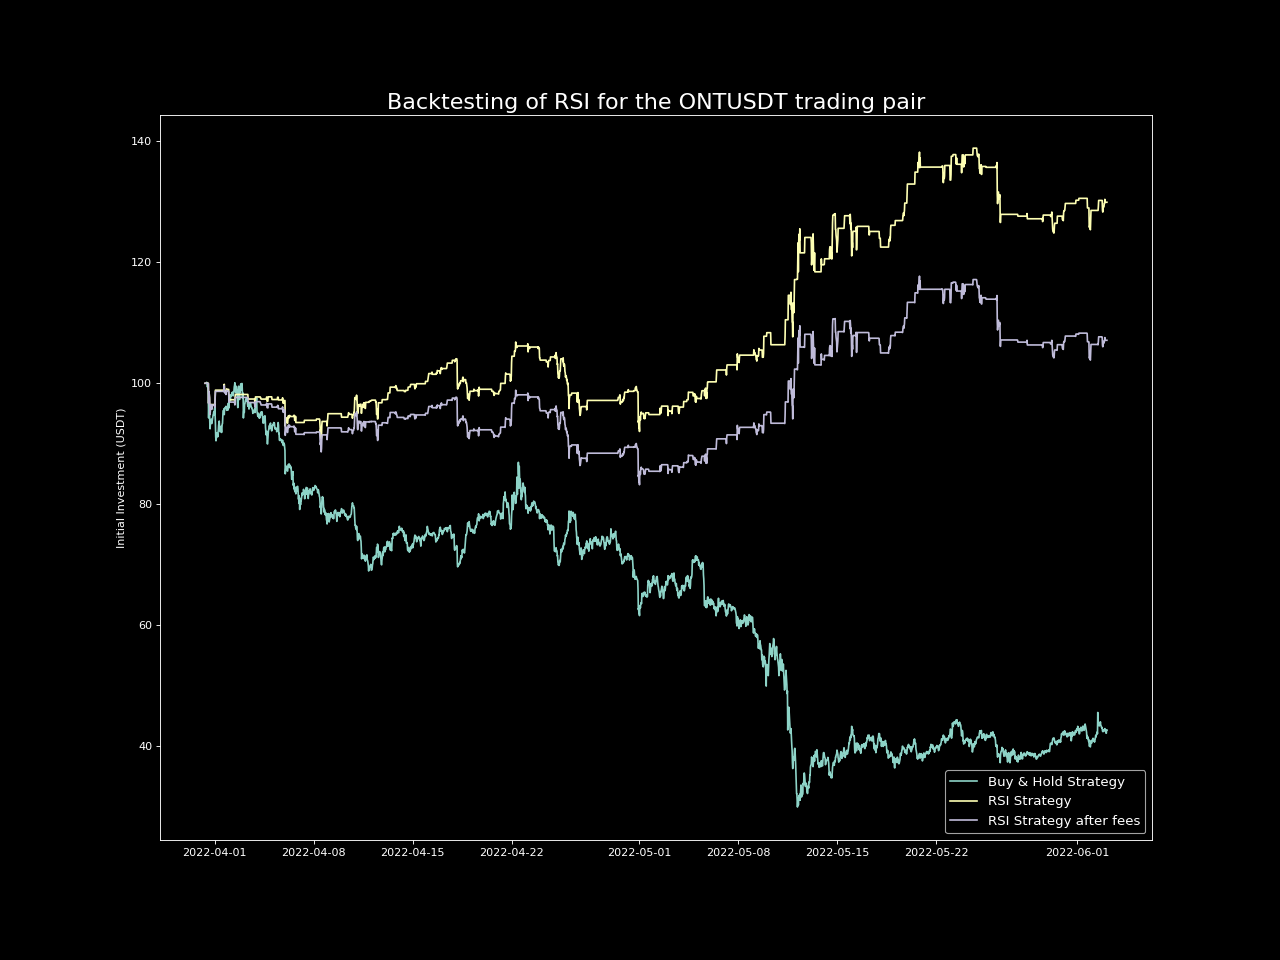 Backtesting of RSI for the ONTUSDT trading pair
Initial Investment (USDT)
140
120
100
80
60
40
2022-04-01 2022-04-08 2022-04-15 2022-04-22 2022-05-01 2022-05-08 2022-05-15 2022-05-22 2022-06-01
Buy & Hold Strategy
RSI Strategy
RSI Strategy after fees